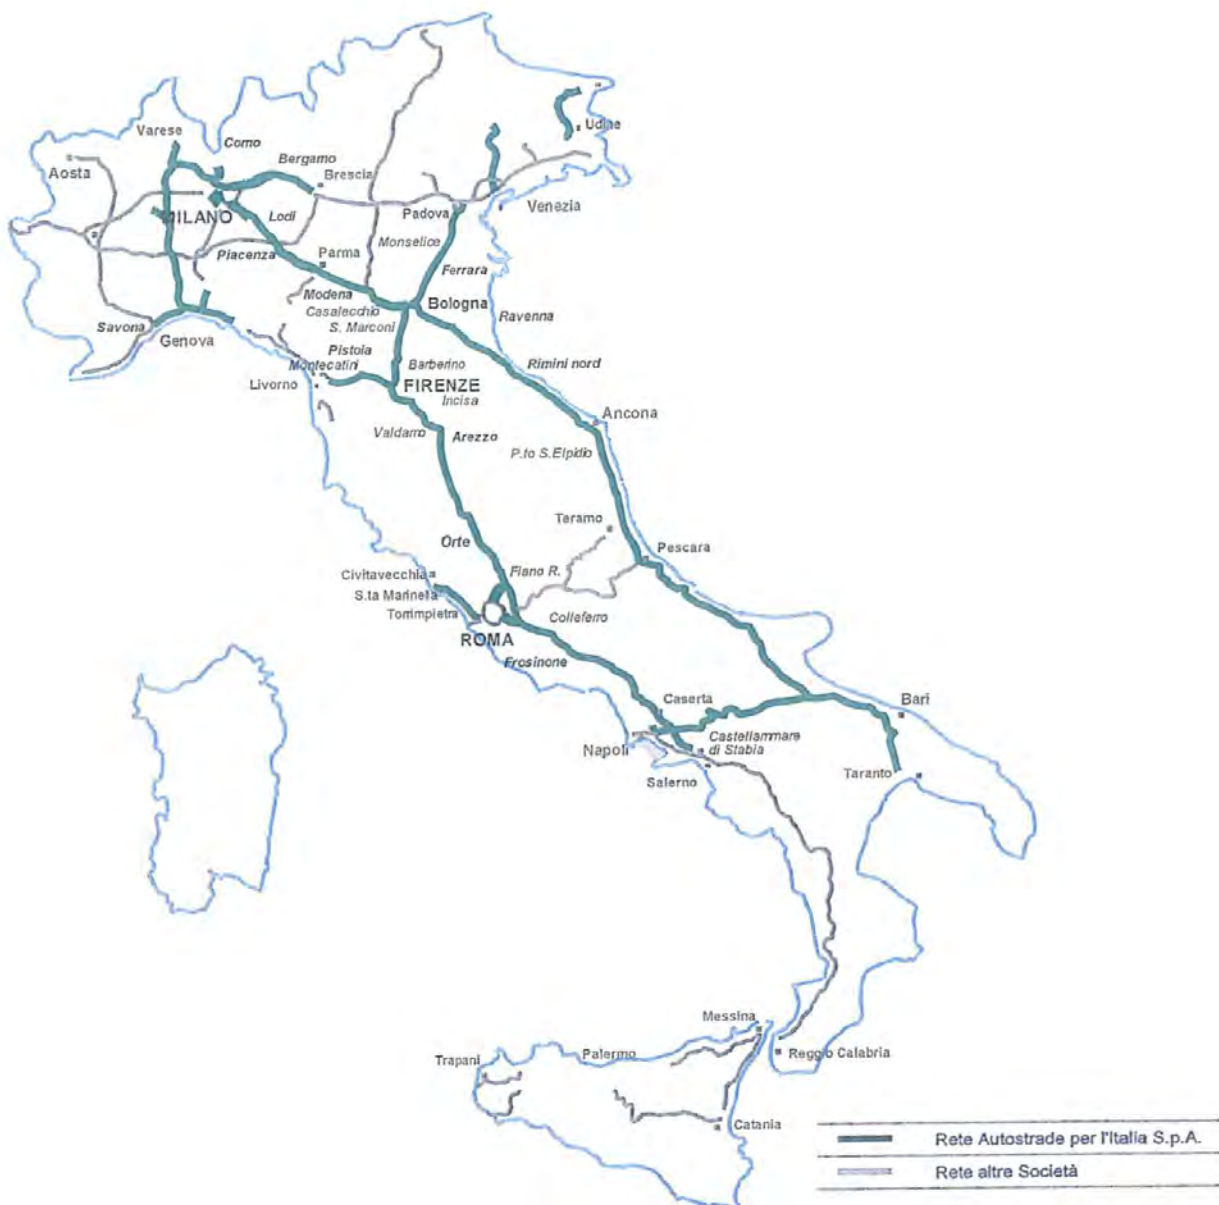 Udine
Varese
Como
Bergamo
Brescia
Aosta
MILANO
Lodi
Padova
Venezia
Piacenza
Parma
Monselice
Ferrara
Modena
Casalecchio
S. Marconi
Bologna
Ravenna
Savona
Genova
Pistoia
Montecatini
Barberino
Rimini nord
Livorno
FIRENZE
Incisa
Valdarno
Arezzo
Ancona
P.to S.Elpidio
Teramo
Orte
Pescara
Civitavecchia
Fiano R.
S.ta Marinella
Torrimpietra
Colleferro
ROMA
Frosinone
Caserta
Bari
Napoli
Castellammare
di Stabia
Salerno
Taranto
Messina
Reggio Calabria
Trapani
Palermo
Catania
Rete Autostrade per l'Italia S.p.A.
Rete altre Società